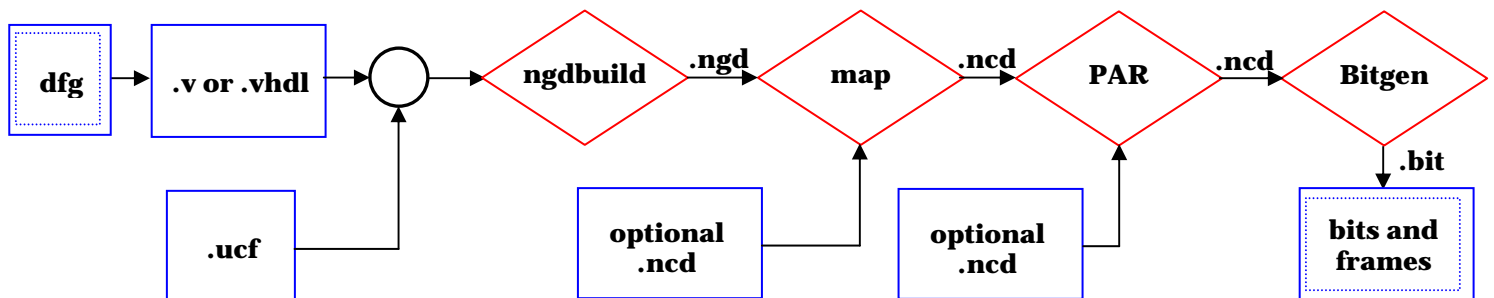 dfg
.v or .vhdl
ngdbuild
.ngd
map
.ncd
PAR
.ncd
Bitgen
.bit
.ucf
optional
.ncd
optional
.ncd
bits and
frames